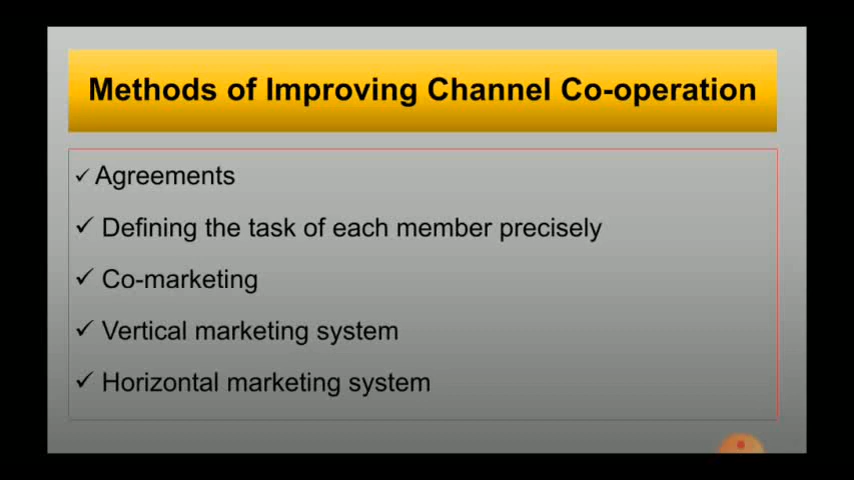 Methods of Improving Channel Co-operation
✓ Agreements
✓ Defining the task of each member precisely
✓ Co-marketing
✓ Vertical marketing system
✓ Horizontal marketing system